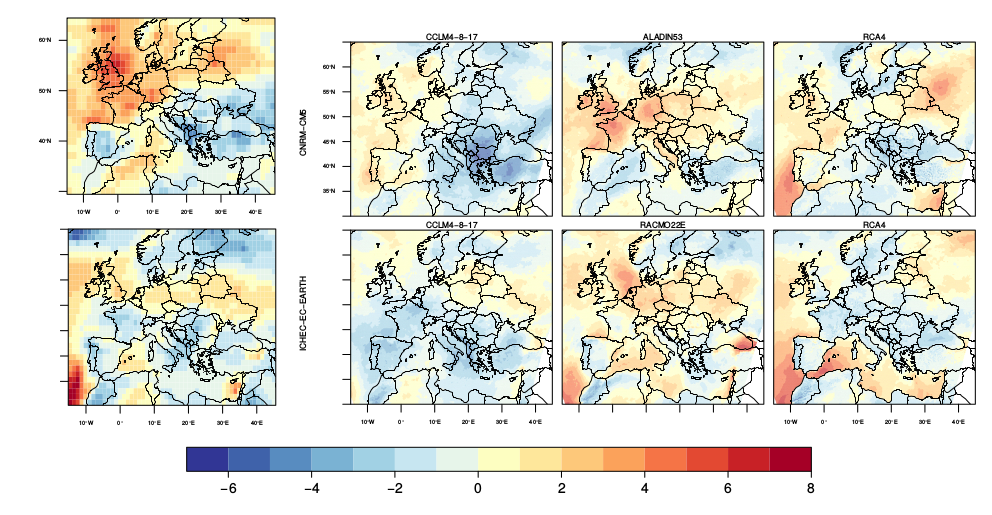 CCLM4-8-17 ALADIN53 RCA4
60°N
50°N
40°N
10°W 0° 10°E 20°E 30°E 40°E
CNRM-CM5
60°N
55°N
50°N
45°N
40°N
35°N
CCLM4-8-17 RACMO22E RCA4
ICHEC-EC-EARTH
10°W 0° 10°E 20°E 30°E 40°E
10°W 0° 10°E 20°E 30°E 40°E
10°W 0° 10°E 20°E 30°E 40°E
-6 -4 -2 0 2 4 6 8